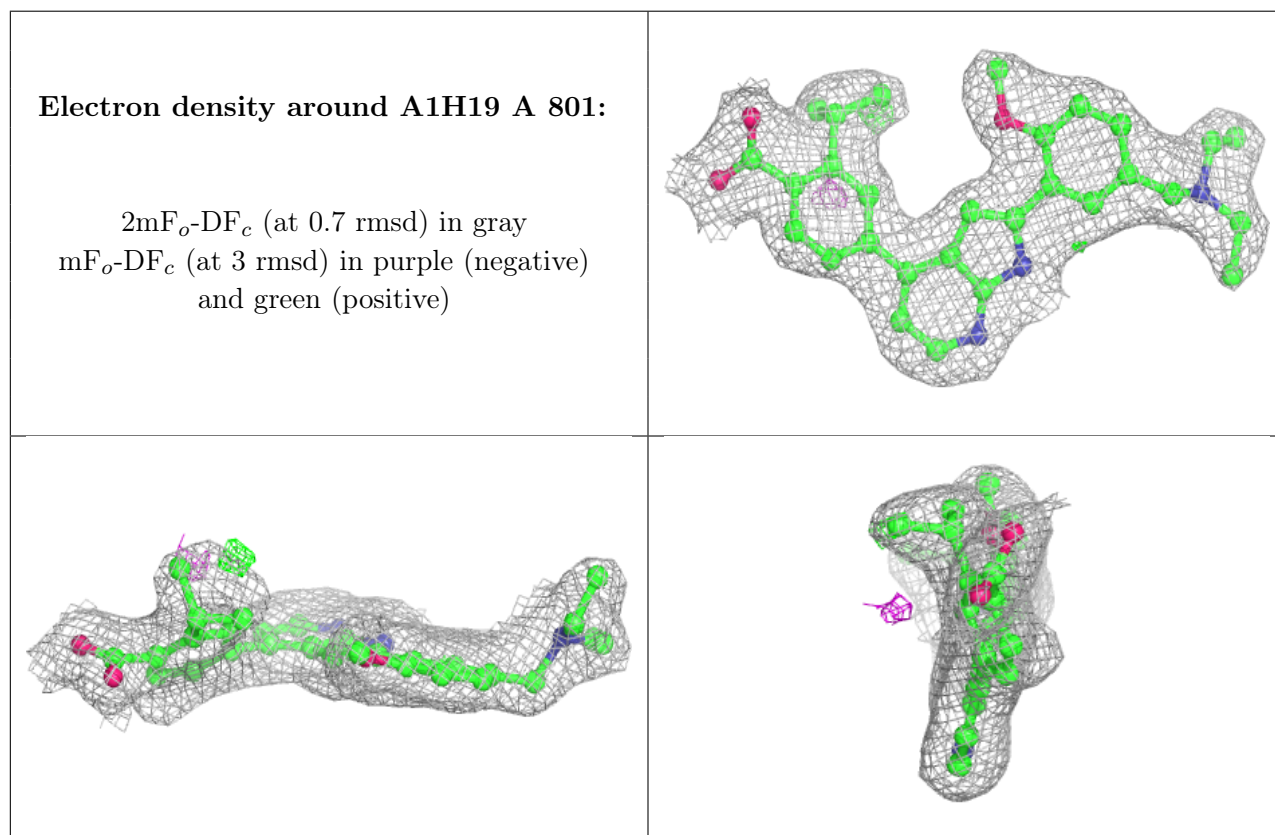 Electron density around A1H19 A 801:
2mFo-DFc (at 0.7 rmsd) in gray
mFo-DFc (at 3 rmsd) in purple (negative)
and green (positive)